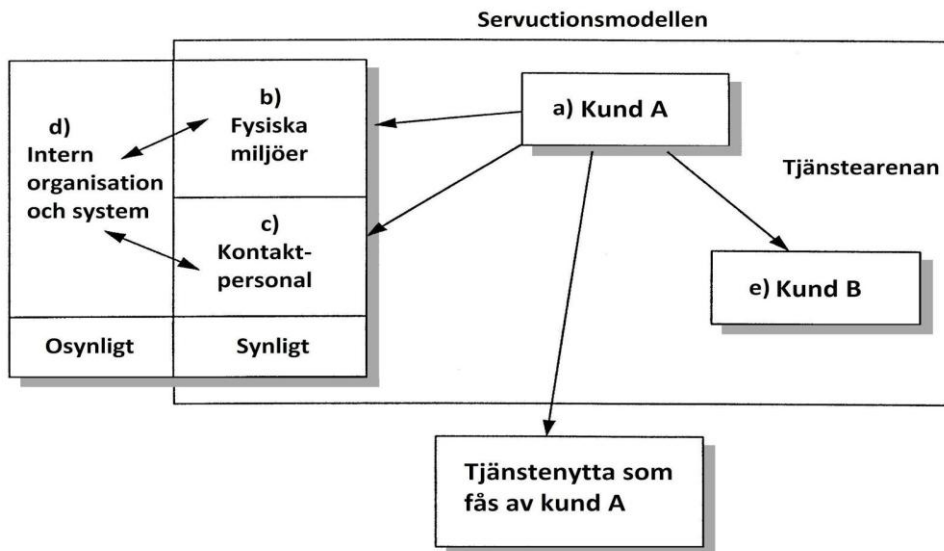 Servuctionsmodellen
d)
Intern
organisation
och system
b)
Fysiska
miljöer
c)
Kontakt-
personal
Osynligt
Synligt
a) Kund A
Tjänstearenan
e) Kund B
Tjänstenytta som
fås av kund A